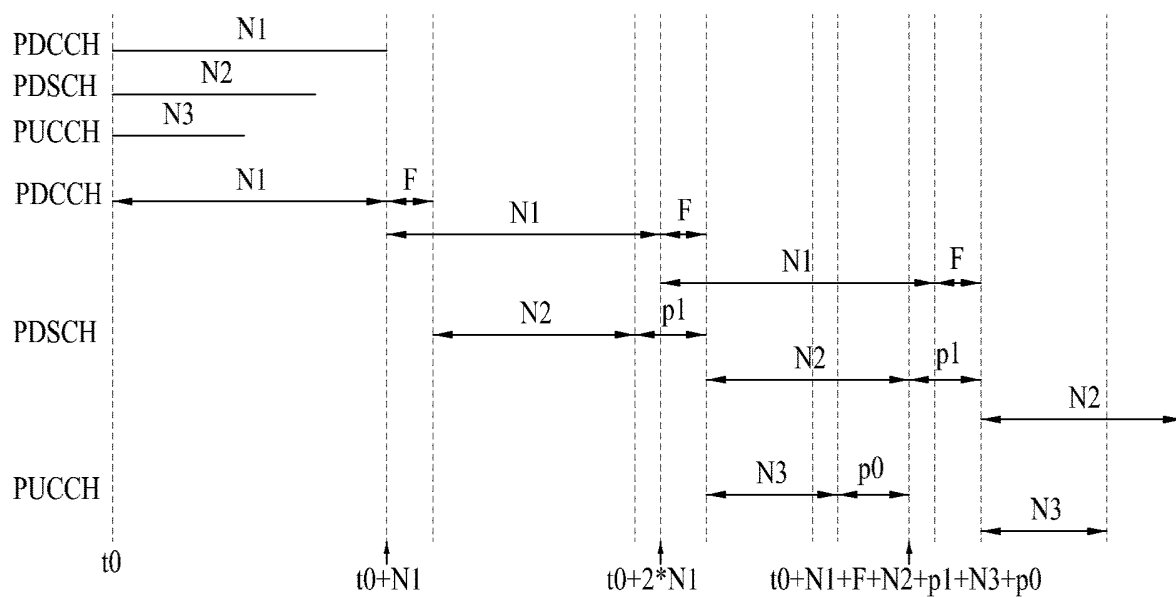 PDCCH N1
PDSCH N2
PUCCH N3
PDCCH N1 F
N1 F
N1 F
PDSCH N2 p1
N2 p1
N2
PUCCH N3 p0
N3
t0 t0+N1 t0+2*N1 t0+N1+F+N2+p1+N3+p0